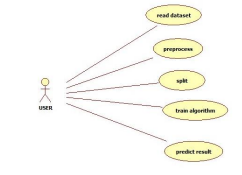 read dataset
preprocess
split
USER
train algorithm
predict result